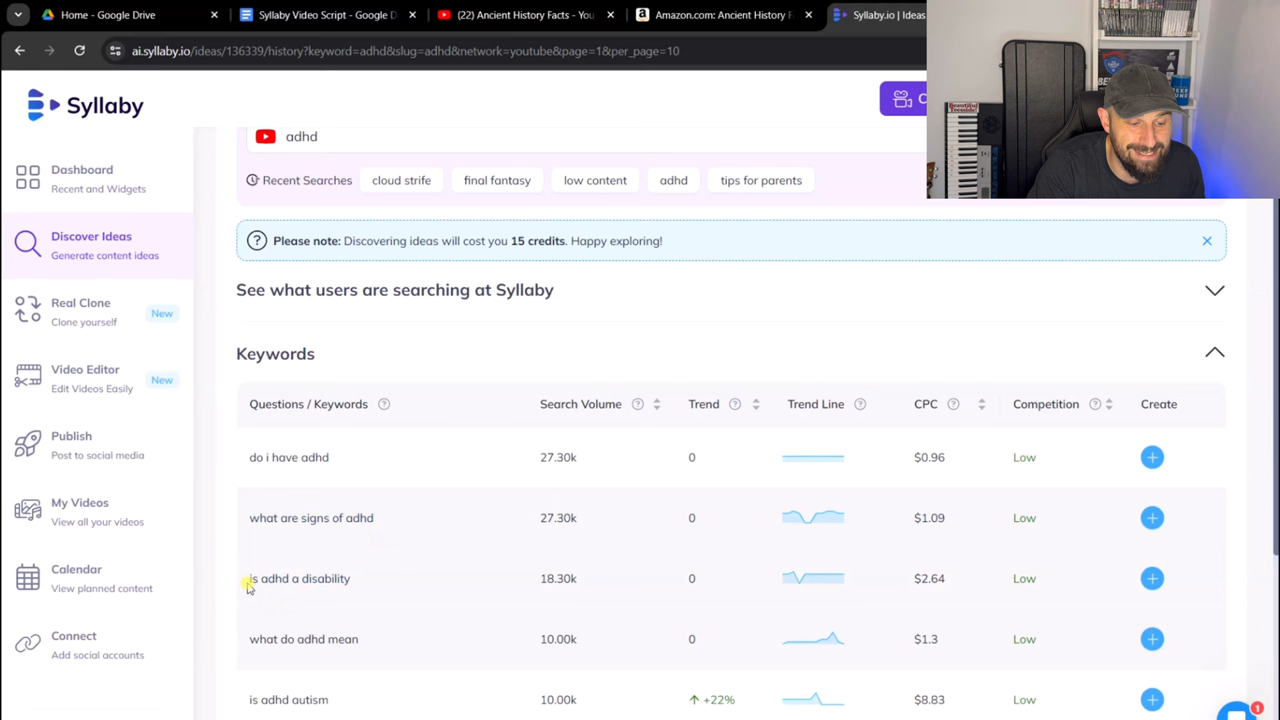 Home - Google Drive
Syllaby Video Script - Google D
(22) Ancient History Facts - You
Amazon.com: Ancient History F
Syllaby.io | Ideas
ai.syllaby.io/ideas/136339/history?keyword=adhd&tag=adhd&network=youtube&page=1&per_page=10
Syllaby
C
adhd
Recent Searches
cloud strife
final fantasy
low content
adhd
tips for parents
Please note: Discovering ideas will cost you 15 credits. Happy exploring!
See what users are searching at Syllaby
Keywords
Questions / Keywords
Search Volume
Trend
Trend Line
CPC
Competition
Create
do i have adhd
27.30k
0
$0.96
Low
what are signs of adhd
27.30k
0
$1.09
Low
is adhd a disability
18.30k
0
$2.64
Low
what do adhd mean
10.00k
0
$1.3
Low
is adhd autism
10.00k
+22%
$8.83
Low
Dashboard
Recent and Widgets
Discover Ideas
Generate content ideas
Real Clone
Clone yourself
New
Video Editor
Edit Videos Easily
New
Publish
Post to social media
My Videos
View all your videos
Calendar
View planned content
Connect
Add social accounts
1